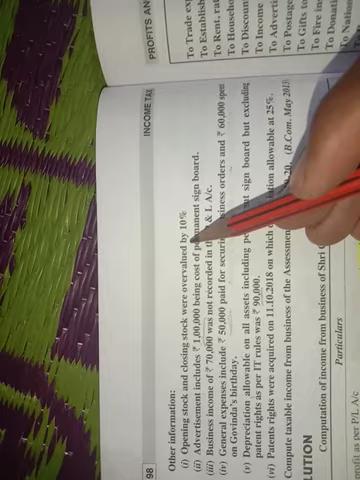 98
INCOME TAX
Other information:
(i) Opening stock and closing stock were overvalued by 10%
(ii) Advertisement includes ₹ 1,00,000 being cost of permanent sign board.
(iii) Business income of ₹ 70,000 was not recorded in & L A/c.
(iv) General expenses include ₹ 50,000 paid for business orders and ₹ 60,000 spent
on Govinda's birthday.
(v) Depreciation allowable on all assets including sign board but excluding
patent rights as per IT rules was ₹ 90,000.
(vi) Patents rights were acquired on 11.10.2018 on which allowable at 25%.
Compute taxable income from business of the Assessment 20. (B.Com. May 2013
LUTION
Computation of income from business of Shri
Particulars
rofit as per P/L A/c
PROFITS AN
To Trade exp
To Establish
To Rent, rat
To Househo
To Discoun
To Income
To Adverti
To Postage
To Gifts to
To Fire in
To Donati
To Nation